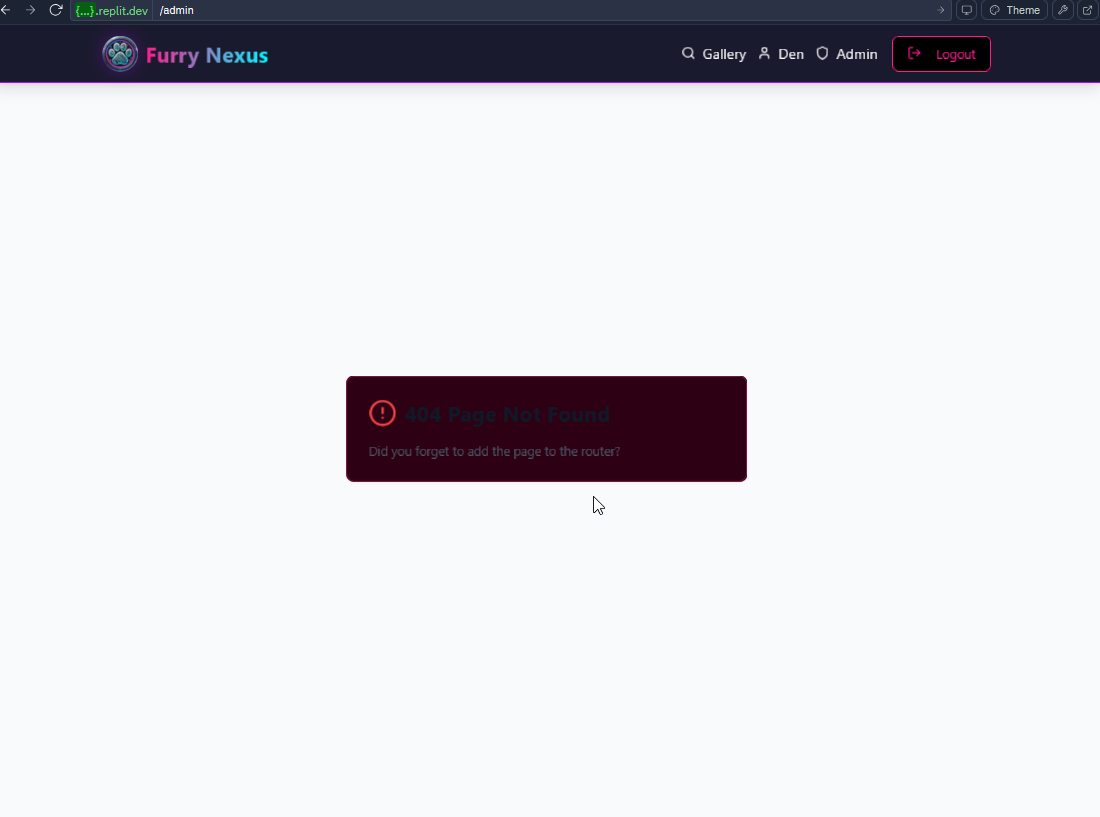 {...}.replit.dev /admin Theme
Furry Nexus Gallery Den Admin Logout
404 Page Not Found
Did you forget to add the page to the router?